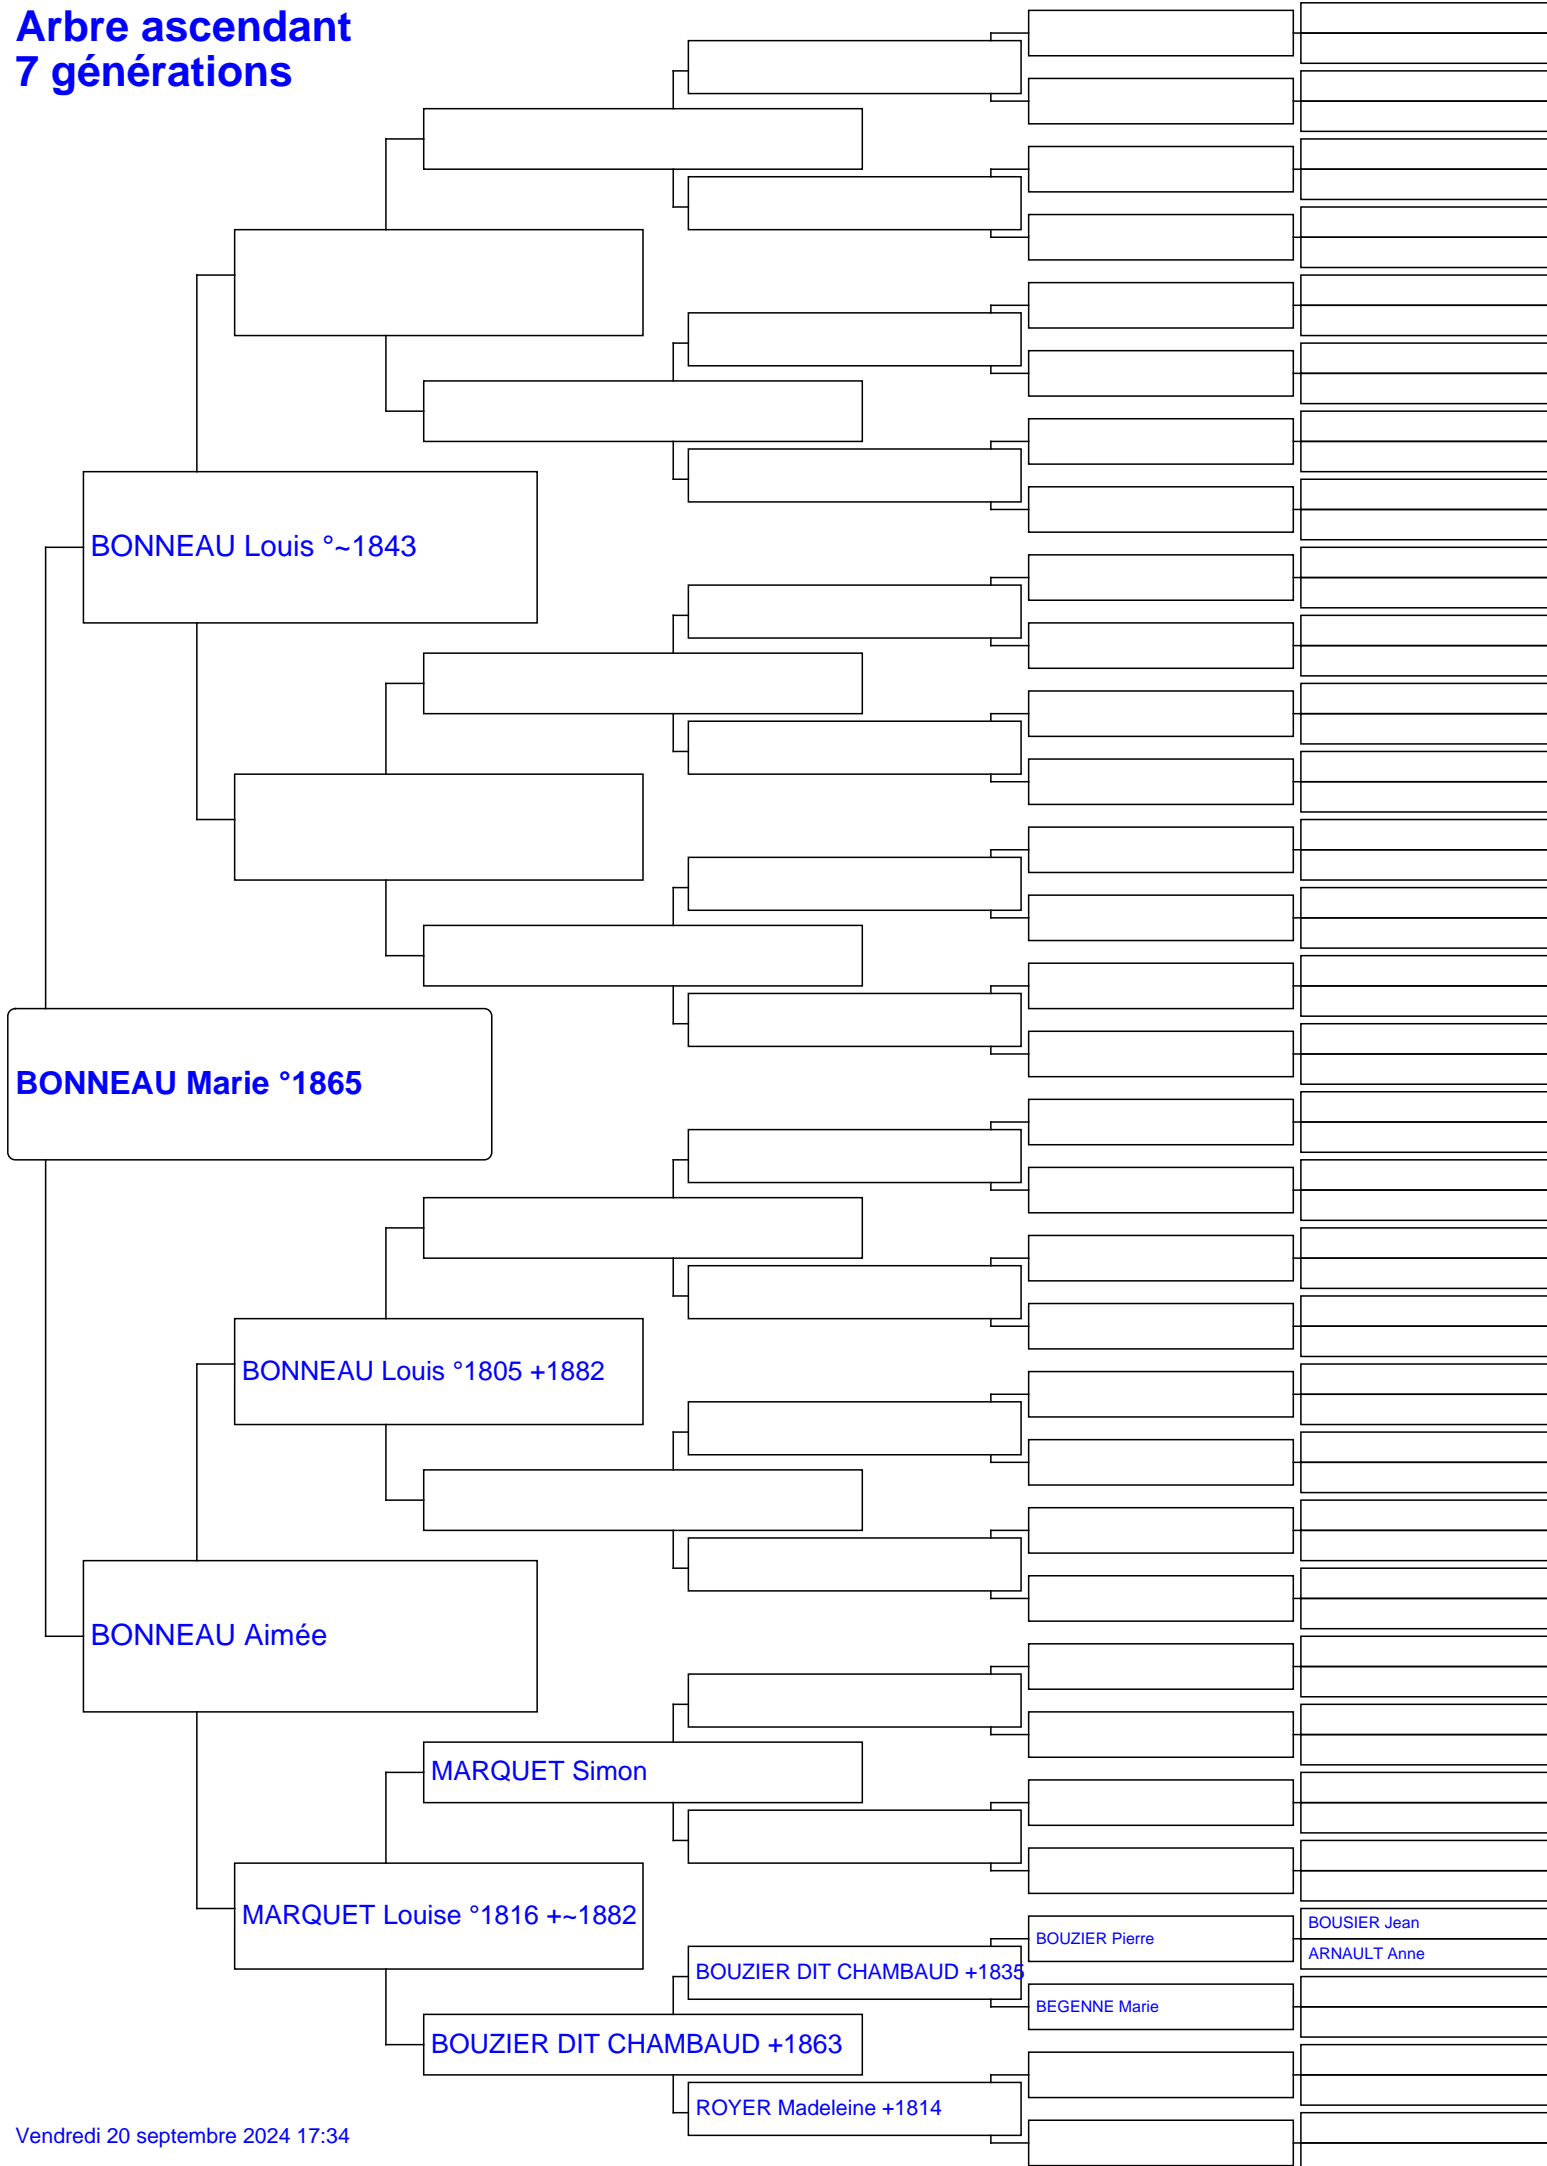 Arbre ascendant
7 générations
BONNEAU Louis °~1843
BONNEAU Marie °1865
BONNEAU Louis °1805 +1882
BONNEAU Aimée
MARQUET Simon
MARQUET Louise °1816 +~1882
BOUZIER Pierre
BOUSIER Jean
ARNAULT Anne
BOUZIER DIT CHAMBAUD +1835
BEGENNE Marie
BOUZIER DIT CHAMBAUD +1863
ROYER Madeleine +1814
Vendredi 20 septembre 2024 17:34